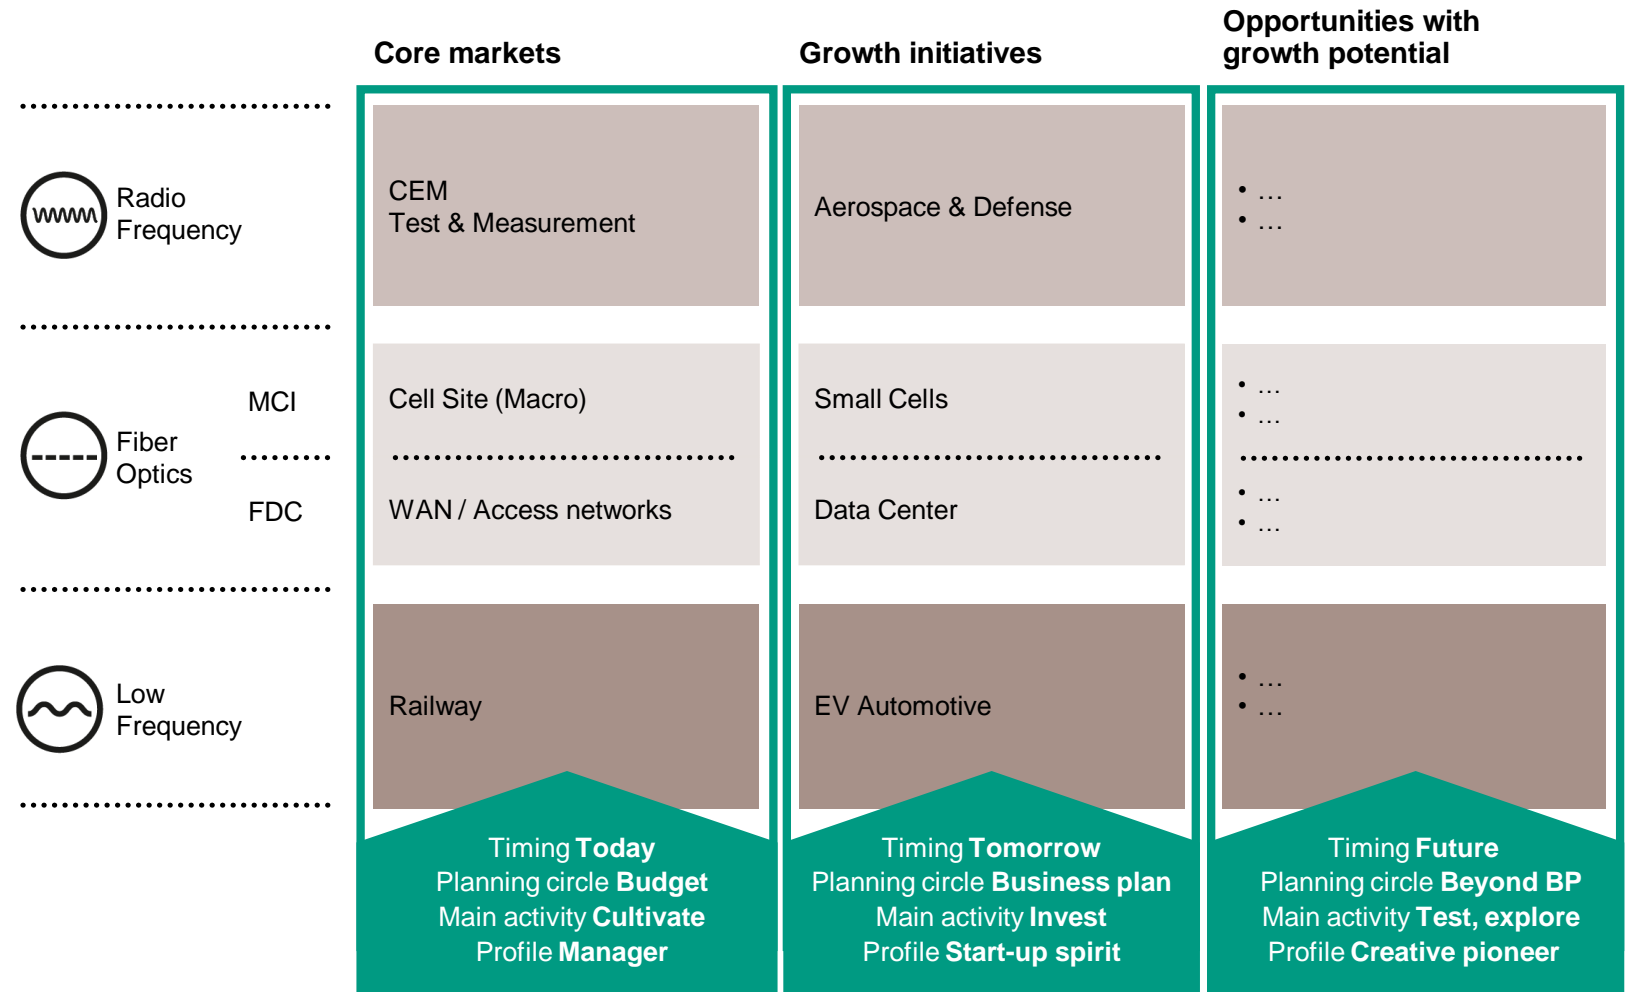 Core markets
Growth initiatives
Opportunities with
growth potential
Radio
Frequency
CEM
Test & Measurement
Aerospace & Defense
• …
• …
Fiber
Optics
MCI
Cell Site (Macro)
Small Cells
• …
• …
FDC
WAN / Access networks
Data Center
• …
• …
Low
Frequency
Railway
EV Automotive
• …
• …
Timing Today
Planning circle Budget
Main activity Cultivate
Profile Manager
Timing Tomorrow
Planning circle Business plan
Main activity Invest
Profile Start-up spirit
Timing Future
Planning circle Beyond BP
Main activity Test, explore
Profile Creative pioneer